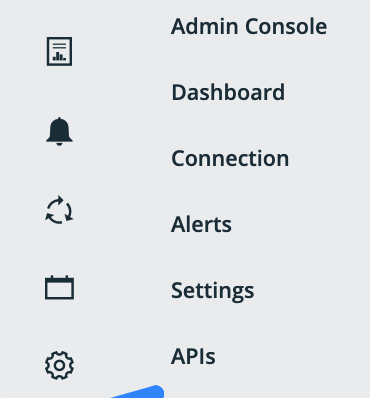 Admin Console
Dashboard
Connection
Alerts
Settings
APIs